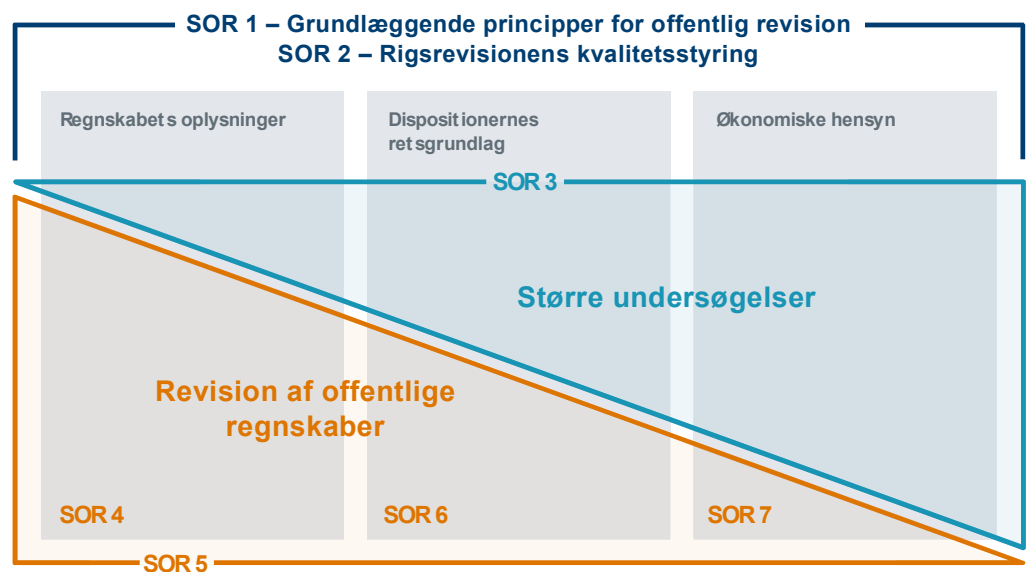 SOR 1 – Grundlæggende principper for offentlig revision
SOR 2 – Rigsrevisionens kvalitetsstyring
Regnskabets oplysninger
Dispositionernes
retsgrundlag
Økonomiske hensyn
SOR 3
Større undersøgelser
Revision af offentlige
regnskaber
SOR 4
SOR 6
SOR 7
SOR 5